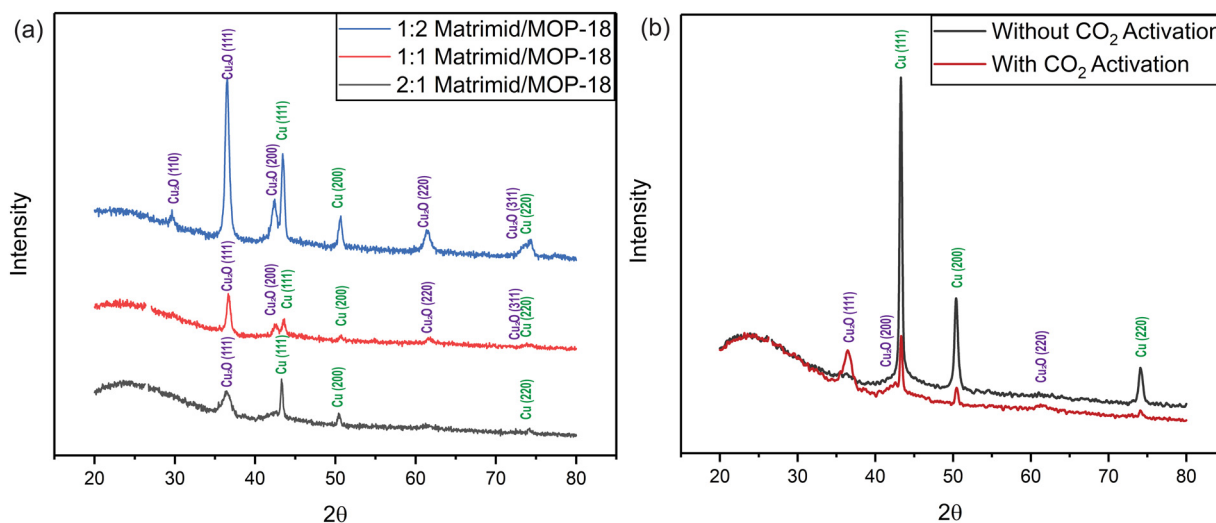 (a)
1:2 Matrimid/MOP-18
1:1 Matrimid/MOP-18
2:1 Matrimid/MOP-18
Cu₂O (110)
Cu₂O (111)
Cu₂O (200)
Cu (111)
Cu (200)
Cu₂O (220)
Cu₂O (311)
Cu (220)
Cu₂O (111)
Cu₂O (200)
Cu (111)
Cu (200)
Cu₂O (220)
Cu₂O (311)
Cu (220)
Cu₂O (111)
Cu (111)
Cu (200)
Cu (220)
Intensity
20 30 40 50 60 70 80
2θ
(b)
Without CO₂ Activation
With CO₂ Activation
Cu₂O (111)
Cu₂O (200)
Cu (111)
Cu (200)
Cu₂O (220)
Cu (220)
Intensity
20 30 40 50 60 70 80
2θ